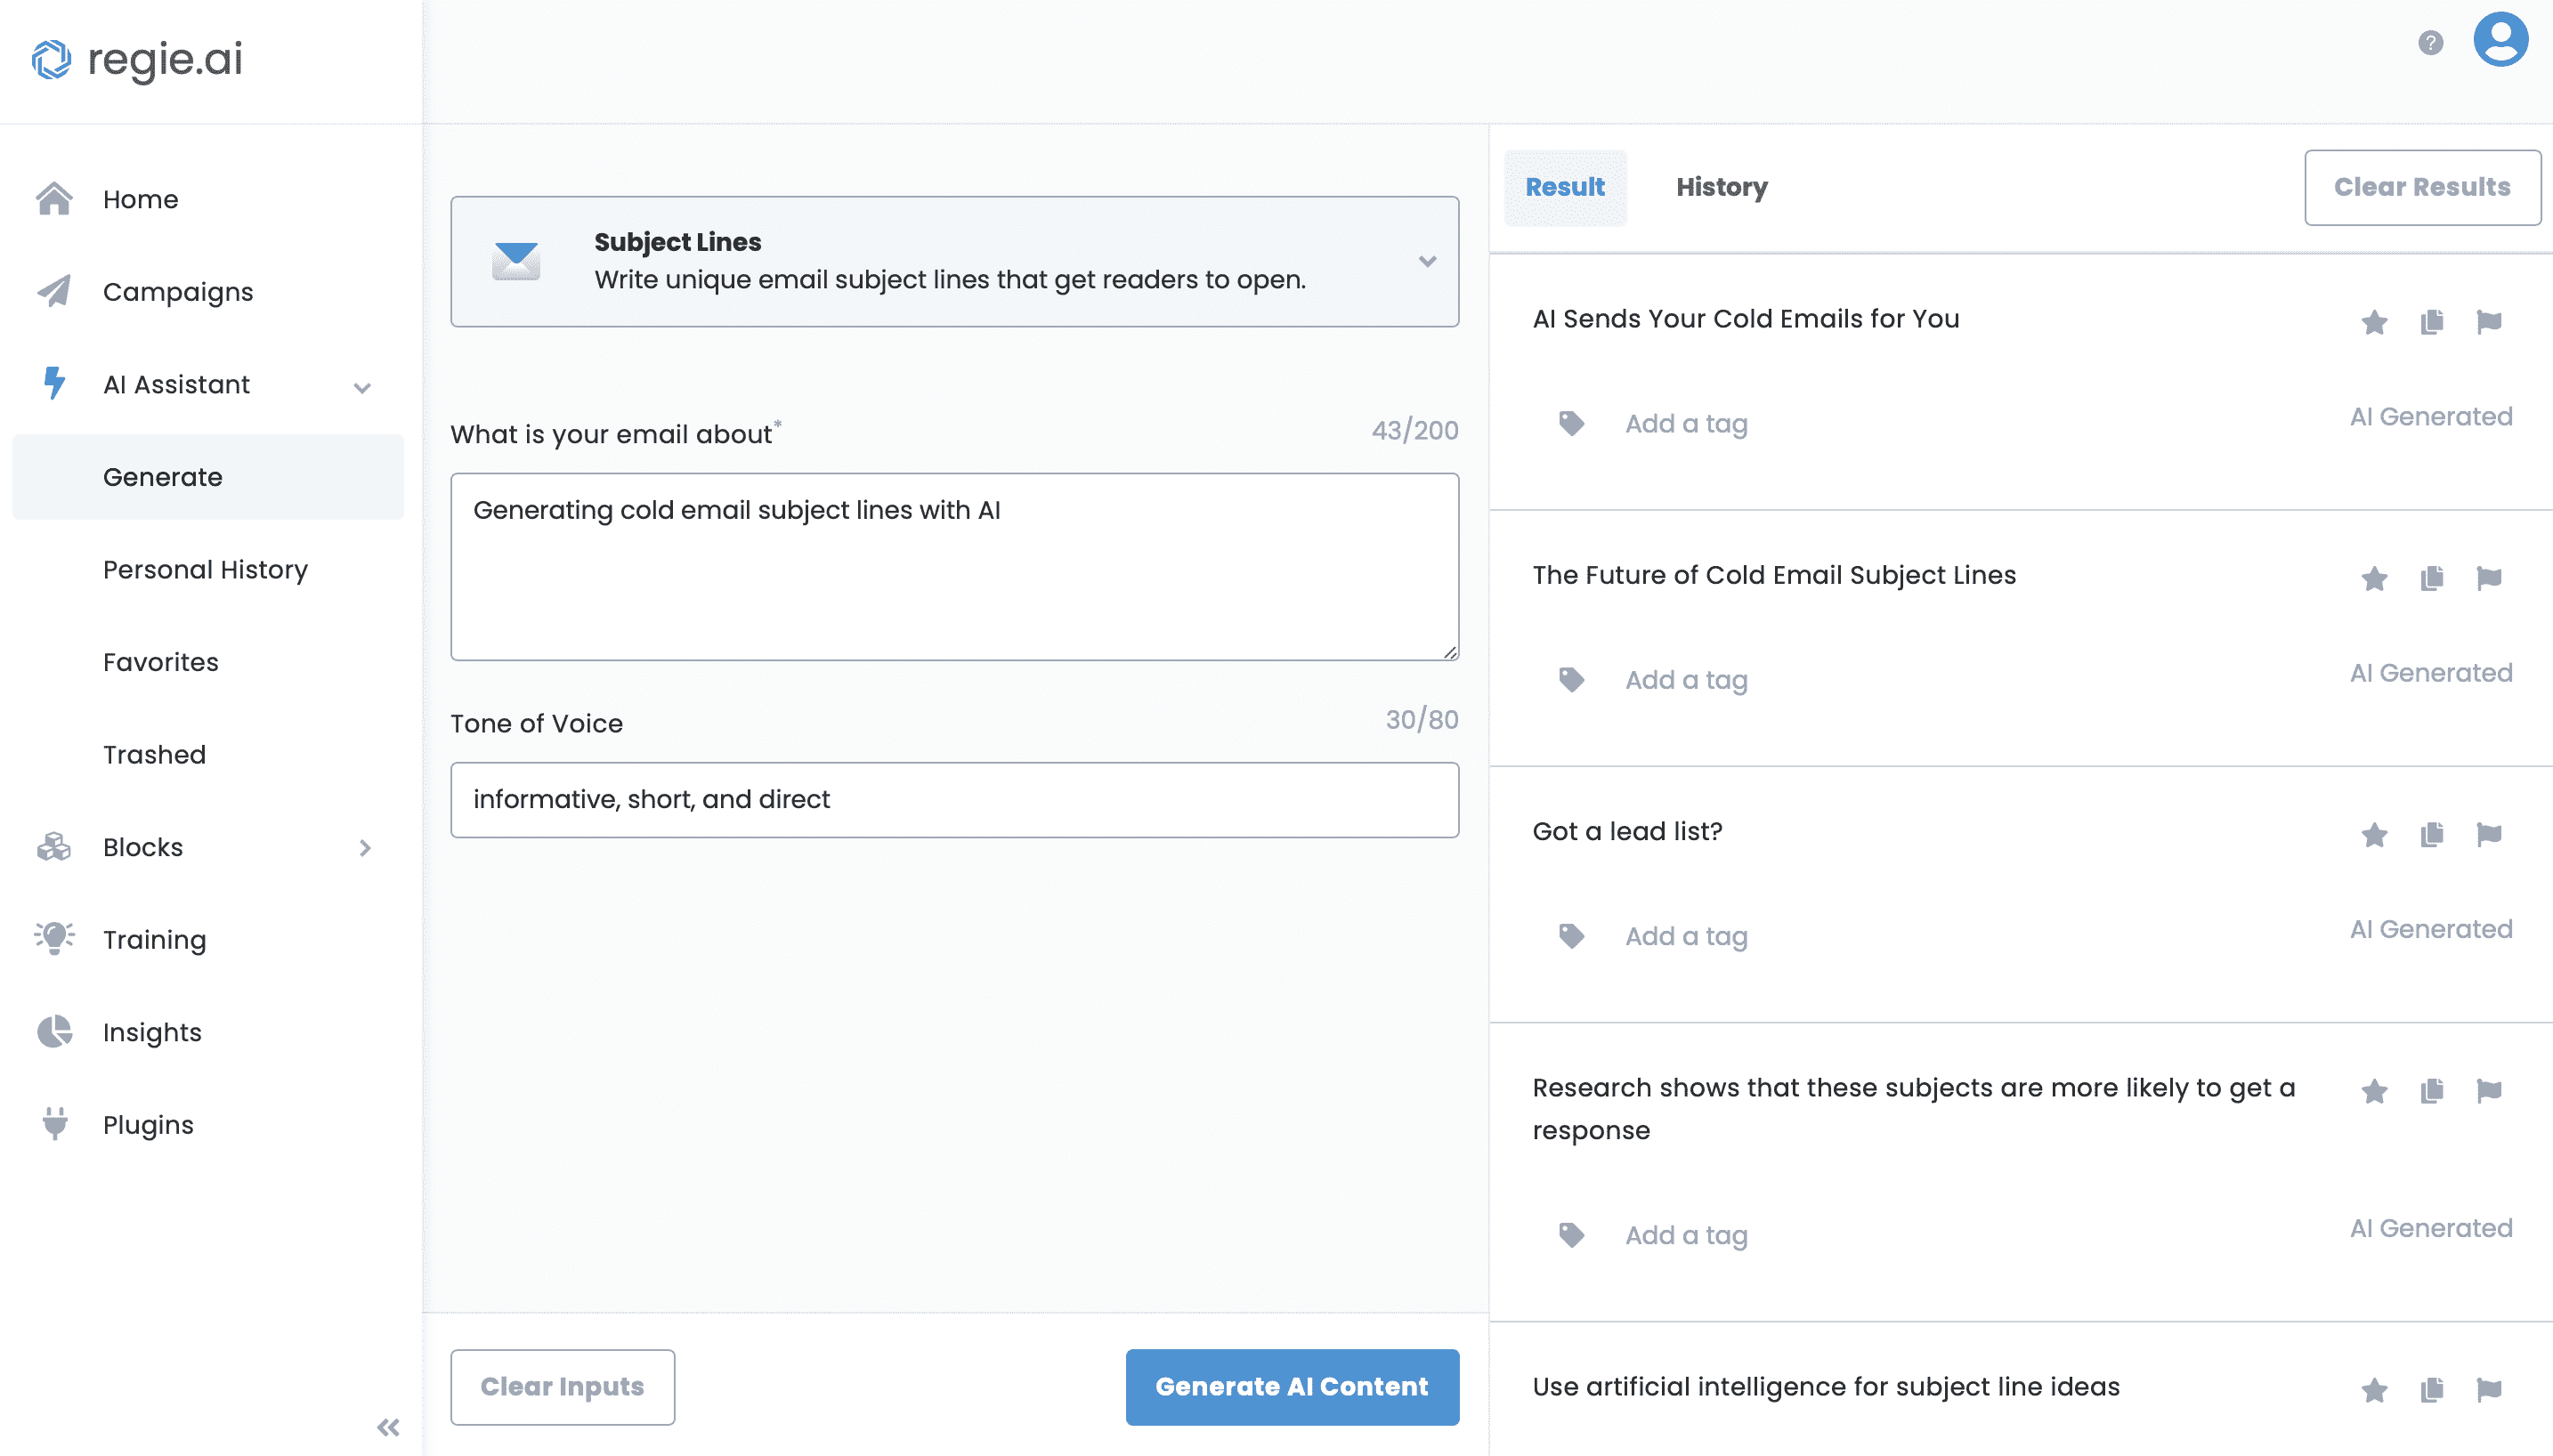 regie.ai
?
Home
Campaigns
AI Assistant
Generate
Personal History
Favorites
Trashed
Blocks
Training
Insights
Plugins
Subject Lines
Write unique email subject lines that get readers to open.
What is your email about*
43/200
Generating cold email subject lines with AI
Tone of Voice
30/80
informative, short, and direct
Clear Inputs
Generate AI Content
Result
History
Clear Results
AI Sends Your Cold Emails for You
Add a tag
AI Generated
The Future of Cold Email Subject Lines
Add a tag
AI Generated
Got a lead list?
Add a tag
AI Generated
Research shows that these subjects are more likely to get a
response
Add a tag
AI Generated
Use artificial intelligence for subject line ideas